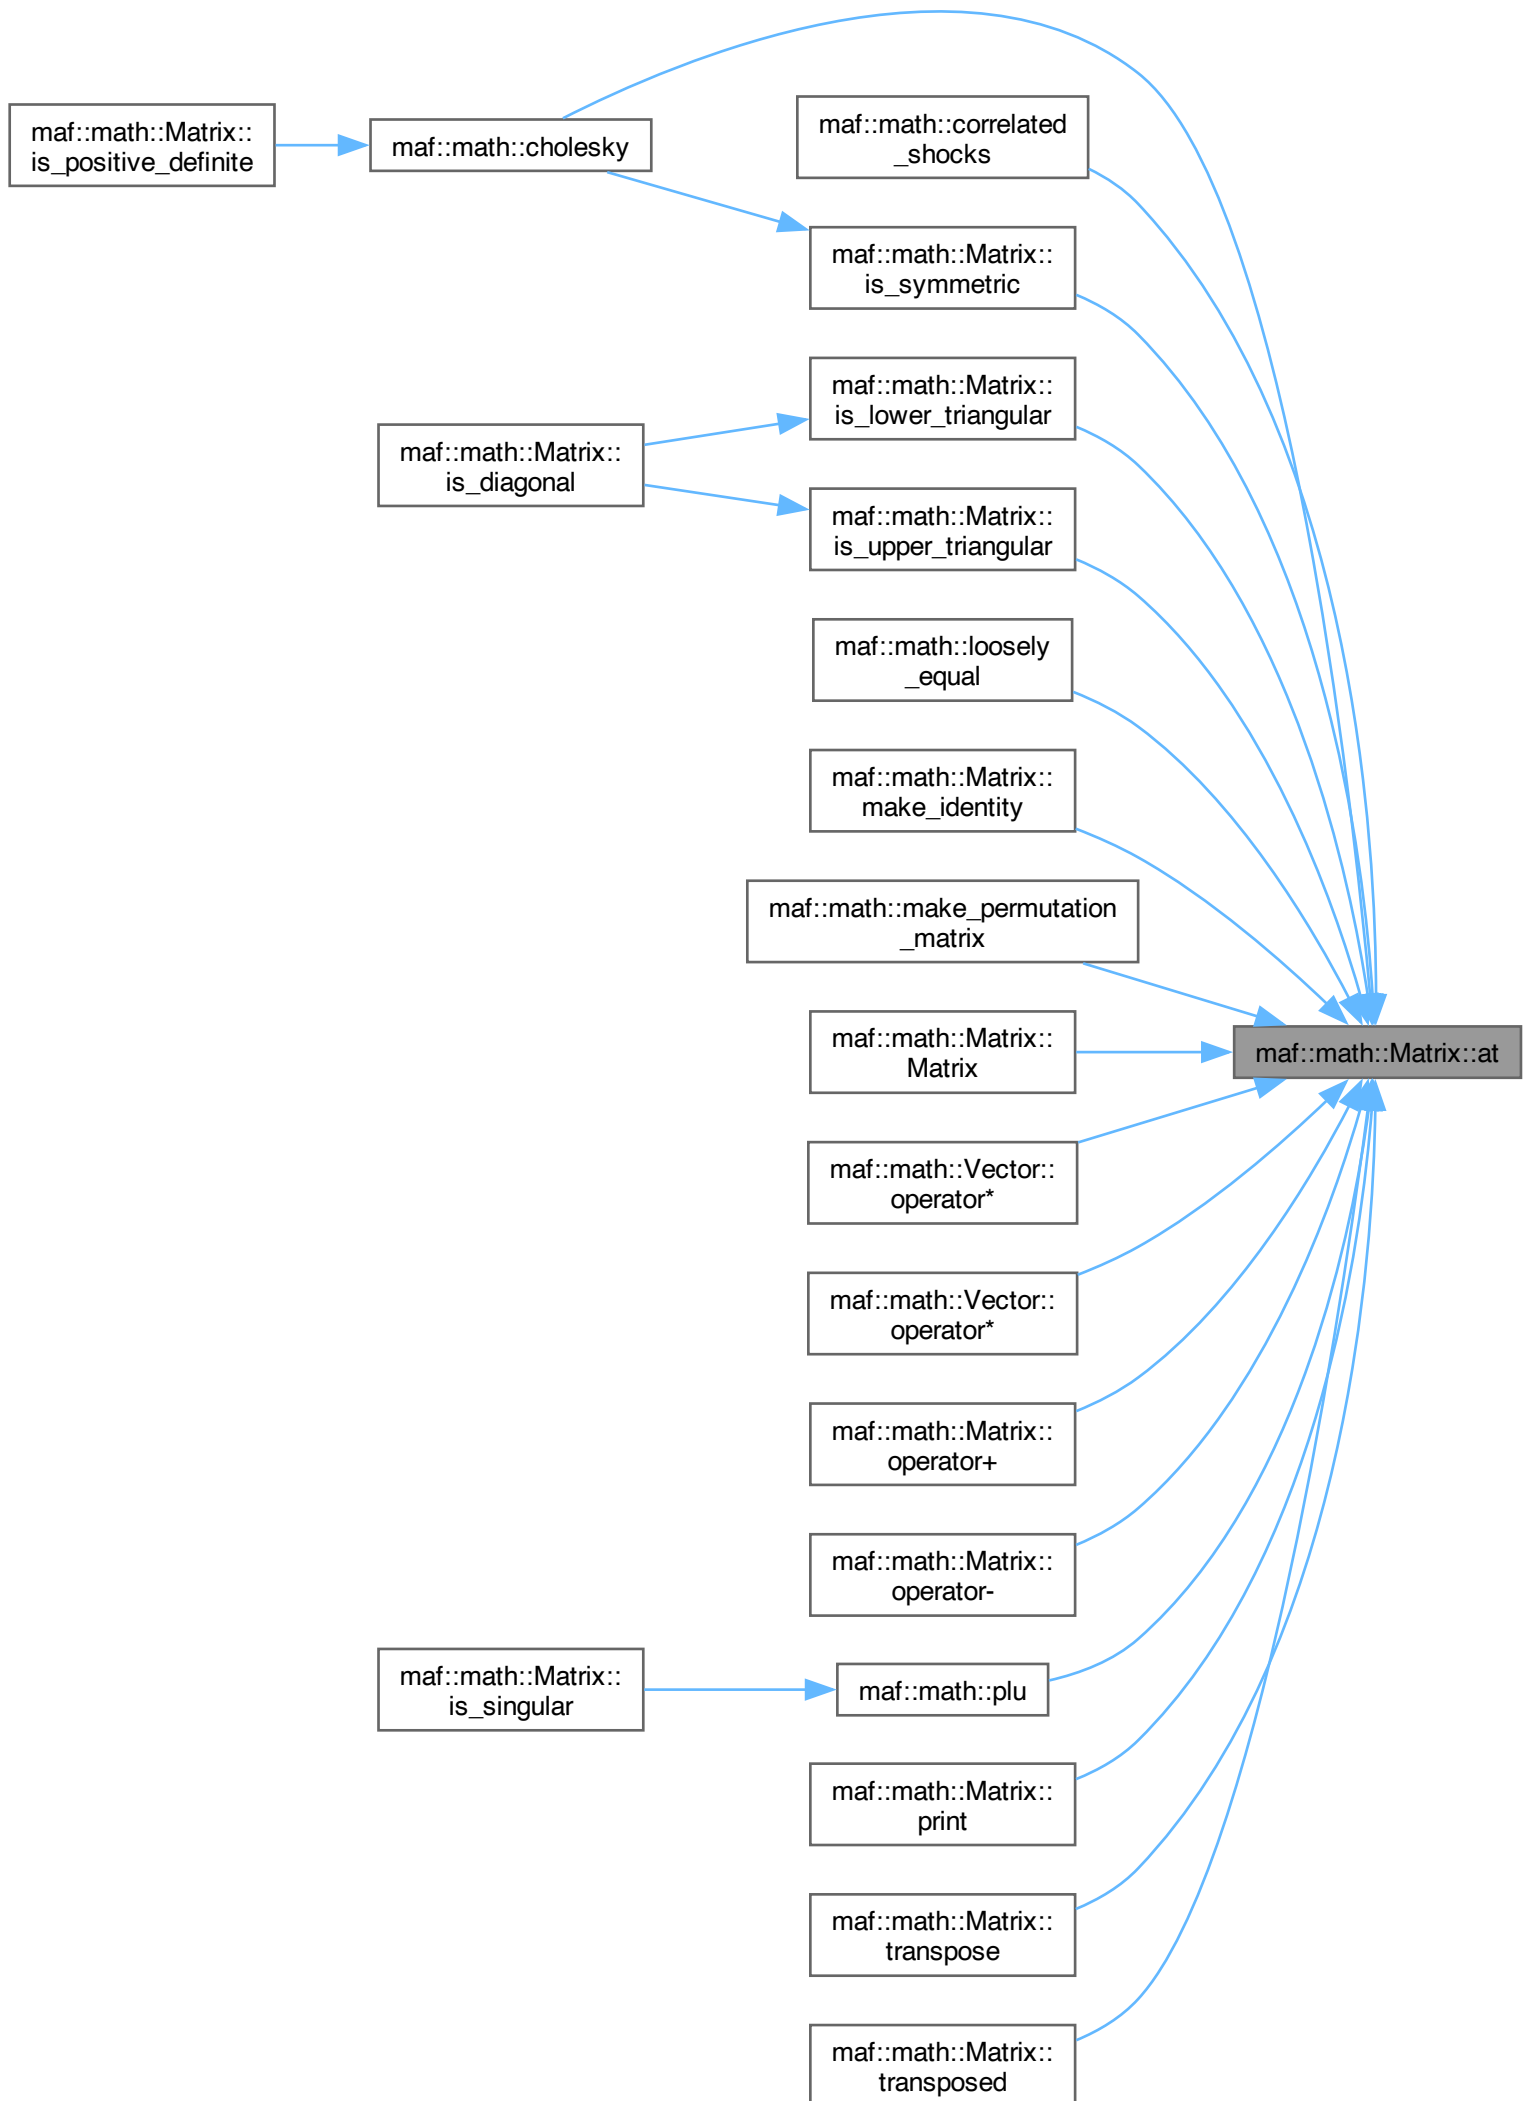 maf::math::Matrix::
is_positive_definite
maf::math::cholesky
maf::math::correlated
_shocks
maf::math::Matrix::
is_symmetric
maf::math::Matrix::
is_lower_triangular
maf::math::Matrix::
is_diagonal
maf::math::Matrix::
is_upper_triangular
maf::math::loosely
_equal
maf::math::Matrix::
make_identity
maf::math::make_permutation
_matrix
maf::math::Matrix::
Matrix
maf::math::Matrix::at
maf::math::Vector::
operator*
maf::math::Vector::
operator*
maf::math::Matrix::
operator+
maf::math::Matrix::
operator-
maf::math::Matrix::
is_singular
maf::math::plu
maf::math::Matrix::
print
maf::math::Matrix::
transpose
maf::math::Matrix::
transposed